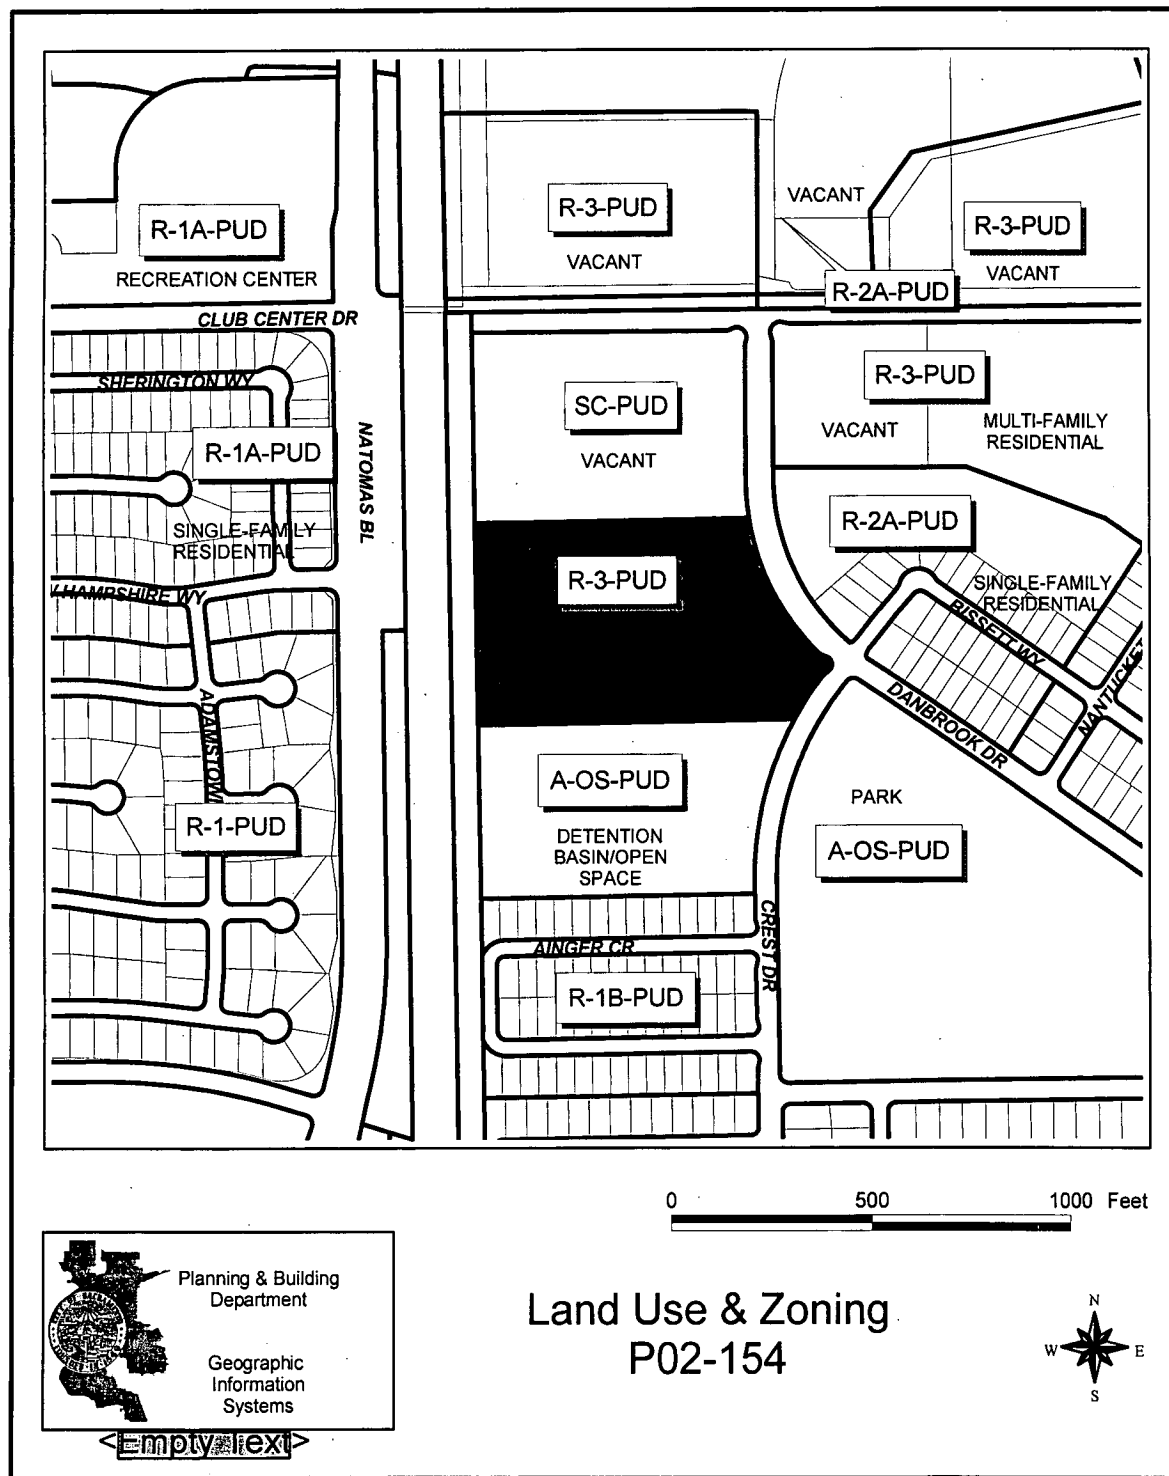 R-1A-PUD
RECREATION CENTER
R-3-PUD
VACANT
VACANT
R-3-PUD
VACANT
R-2A-PUD
CLUB CENTER DR
SHERINGTON WY
R-1A-PUD
SINGLE-FAMILY
RESIDENTIAL
NATOMAS BL
SC-PUD
VACANT
R-3-PUD
VACANT
MULTI-FAMILY
RESIDENTIAL
R-2A-PUD
SINGLE-FAMILY
RESIDENTIAL
R-3-PUD
HAMPSHIRE WY
BISSETT WY
NANTUCKET
DANBROOK DR
ADAMSTOW
R-1-PUD
A-OS-PUD
DETENTION
BASIN/OPEN
SPACE
PARK
A-OS-PUD
CREST DR
AINGER CR
R-1B-PUD
0 500 1000 Feet
Planning & Building
Department
Geographic
Information
Systems
<Empty Text>
Land Use & Zoning
P02-154
N
W E
S